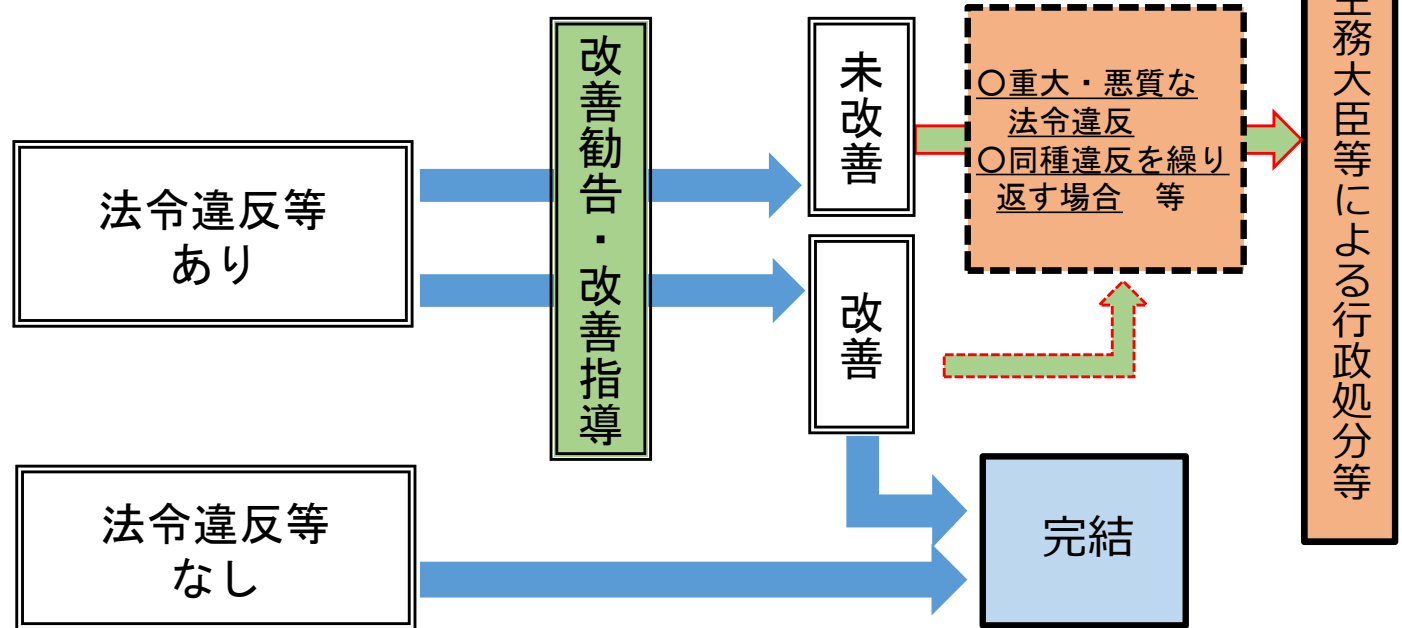 法令違反等
あり
改善勧告・改善指導
未改善
改善
○重大・悪質な
法令違反
○同種違反を繰り
返す場合　等
務大臣等による行政処分等
法令違反等
なし
完結